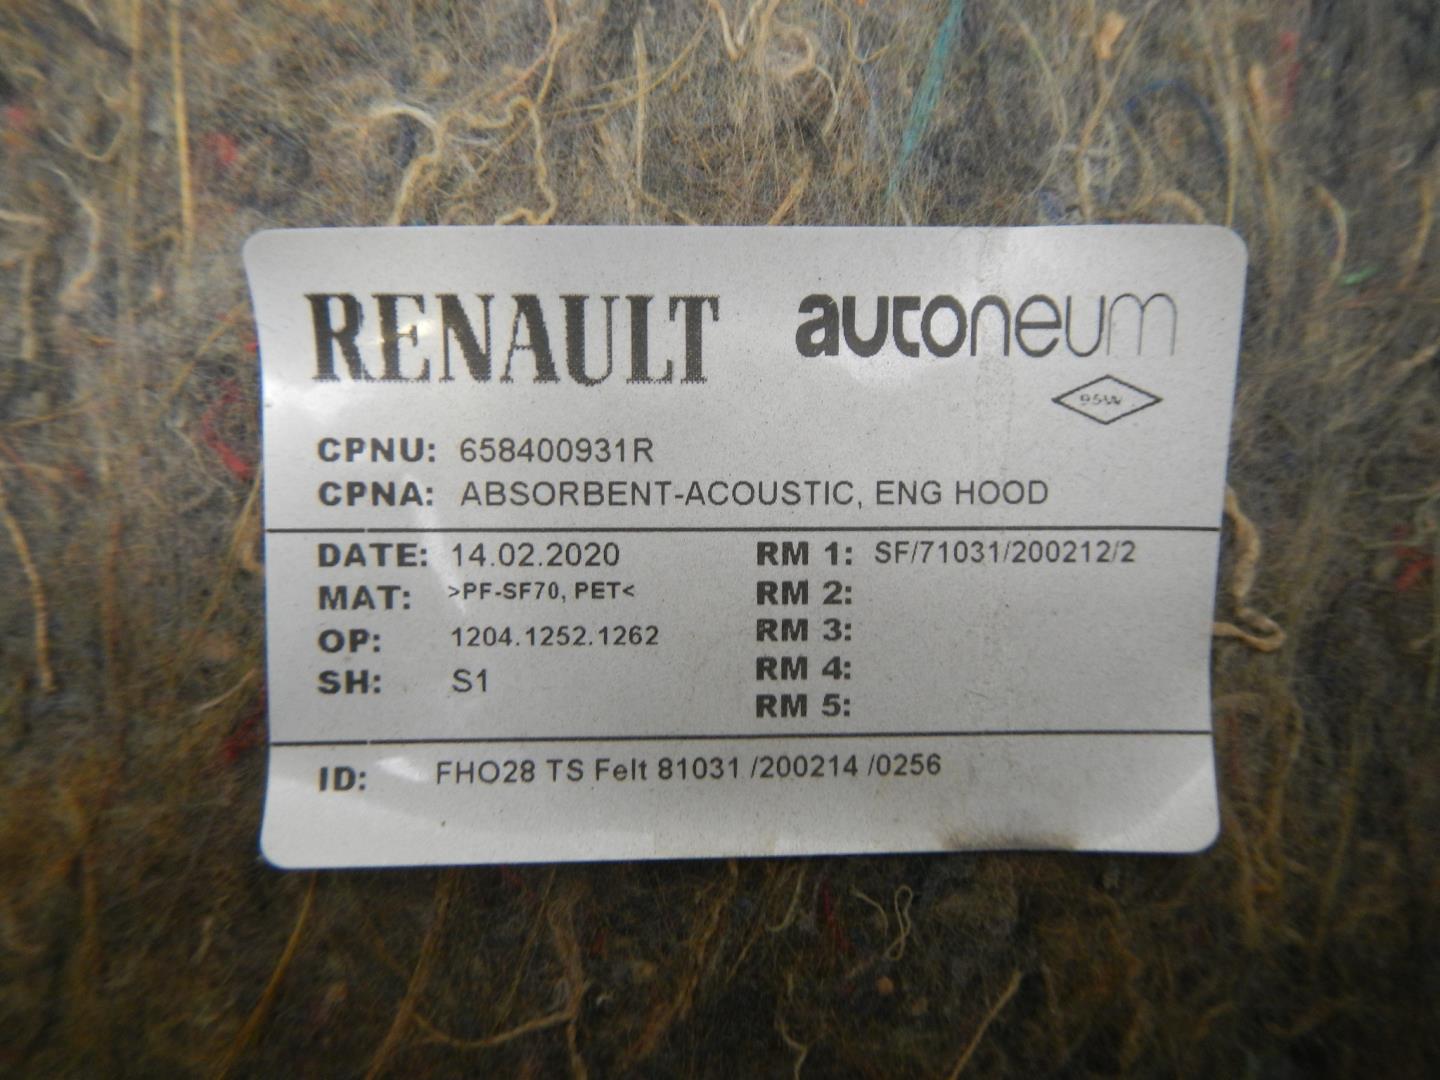 RENAULT autoneum
95W
CPNU: 658400931R
CPNA: ABSORBENT-ACOUSTIC, ENG HOOD
DATE: 14.02.2020 RM 1: SF/71031/200212/2
MAT: >PF-SF70, PET< RM 2:
OP: 1204.1252.1262 RM 3:
SH: S1 RM 4:
RM 5:
ID: FHO28 TS Felt 81031 /200214 /0256